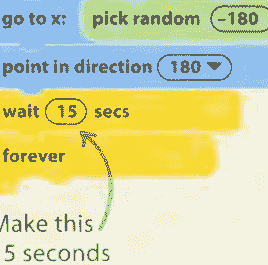 go to x: pick random –180
point in direction 180
wait 15 secs
forever
Make this
5 seconds